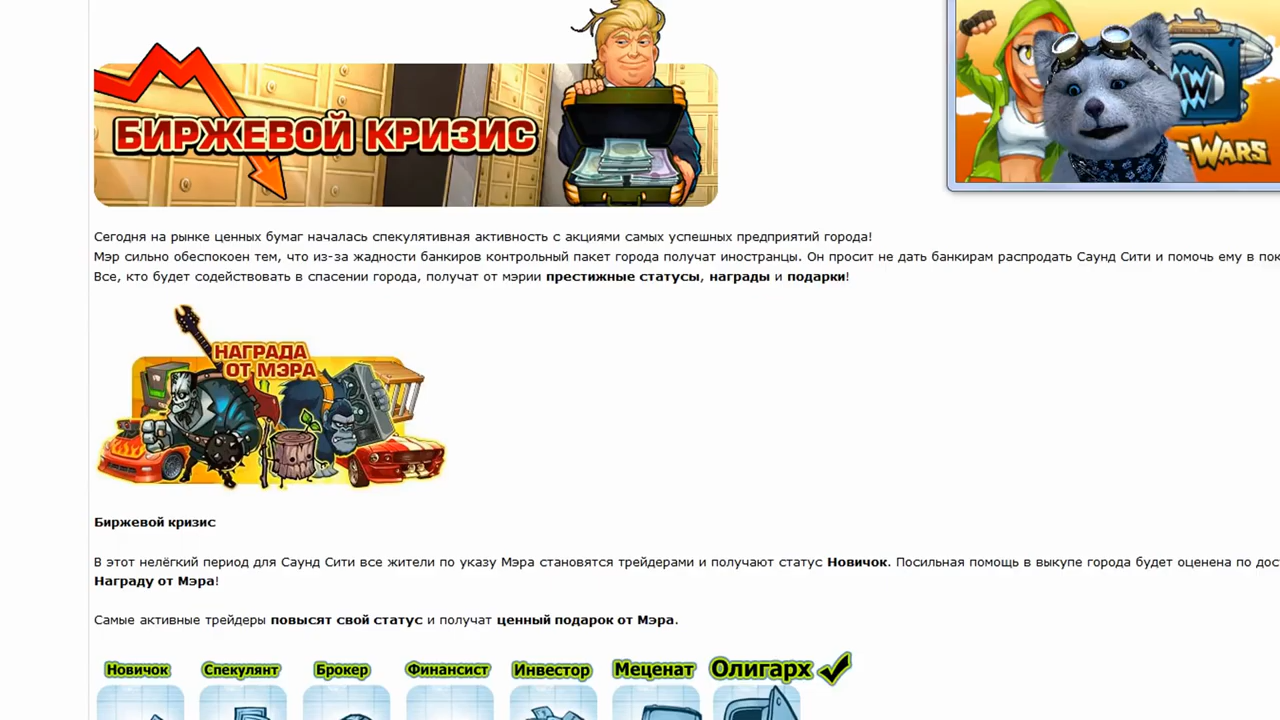 БИРЖЕВОЙ КРИЗИС
WARS
Сегодня на рынке ценных бумаг началась спекулятивная активность с акциями самых успешных предприятий города!
Мэр сильно обеспокоен тем, что из-за жадности банкиров контрольный пакет города получат иностранцы. Он просит не дать банкирам распродать Саунд Сити и помочь ему в
Все, кто будет содействовать в спасении города, получат от мэрии престижные статусы, награды и подарки!
НАГРАДА
ОТ МЭРА
Биржевой кризис
В этот нелёгкий период для Саунд Сити все жители по указу Мэра становятся трейдерами и получают статус Новичок. Посильная помощь в выкупе города будет оценена по
Награду от Мэра!
Самые активные трейдеры повысят свой статус и получат ценный подарок от Мэра.
Новичок Спекулянт Брокер Финансист Инвестор Меценат Олигарх